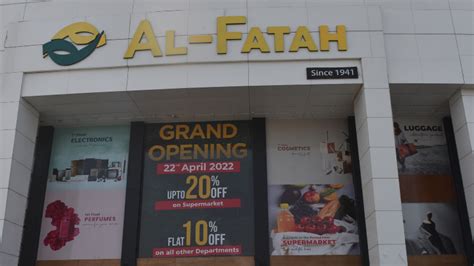 AL-FATAH
Since 1941
ELECTRONICS
GRAND
OPENING
22nd April 2022
UPTO 20% OFF
on Supermarket
FLAT 10% OFF
on all other Departments
COSMETICS
LUGGAGE
PERFUMES
SUPERMARKET